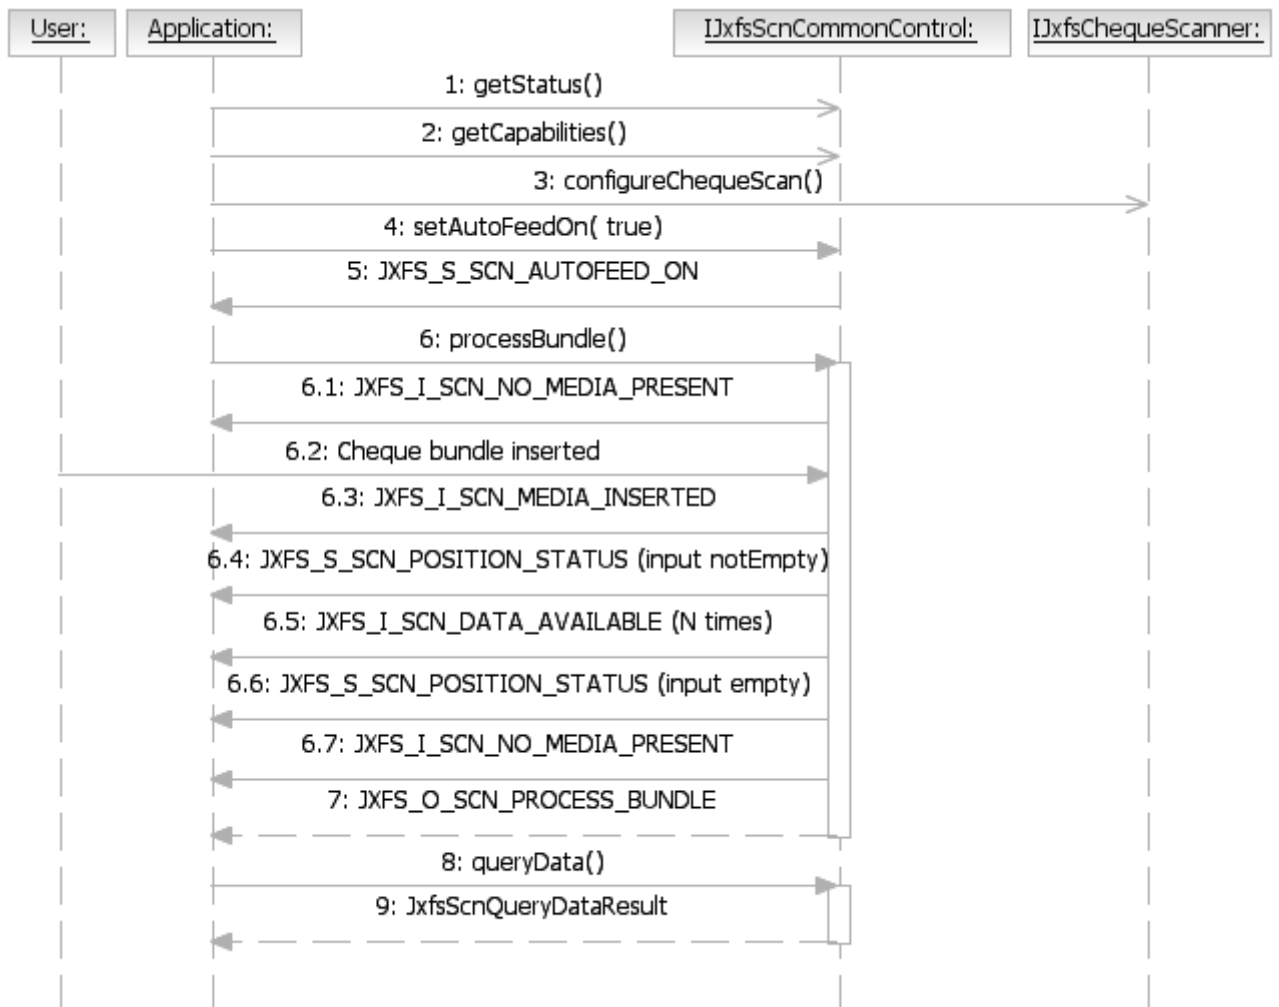 User:
Application:
IJxfsScnCommonControl:
IJxfsChequeScanner:
1: getStatus()
2: getCapabilities()
3: configureChequeScan()
4: setAutoFeedOn( true)
5: JXFS_S_SCN_AUTOFEED_ON
6: processBundle()
6.1: JXFS_I_SCN_NO_MEDIA_PRESENT
6.2: Cheque bundle inserted
6.3: JXFS_I_SCN_MEDIA_INSERTED
6.4: JXFS_S_SCN_POSITION_STATUS (input notEmpty)
6.5: JXFS_I_SCN_DATA_AVAILABLE (N times)
6.6: JXFS_S_SCN_POSITION_STATUS (input empty)
6.7: JXFS_I_SCN_NO_MEDIA_PRESENT
7: JXFS_O_SCN_PROCESS_BUNDLE
8: queryData()
9: JxfsScnQueryDataResult